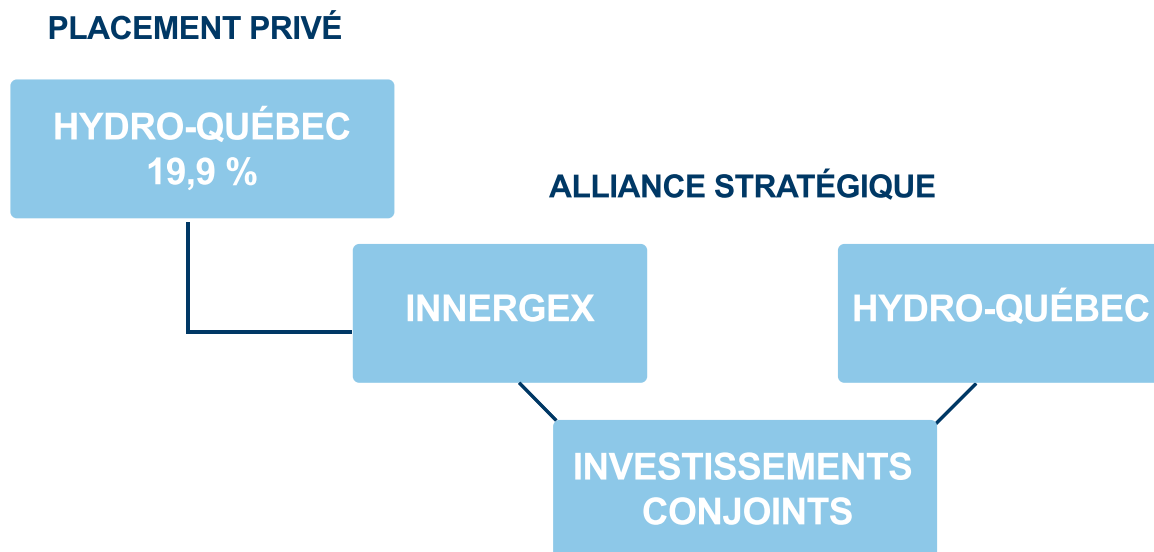 PLACEMENT PRIVÉ
HYDRO-QUÉBEC
19,9 %
ALLIANCE STRATÉGIQUE
INNERGEX
HYDRO-QUÉBEC
INVESTISSEMENTS
CONJOINTS